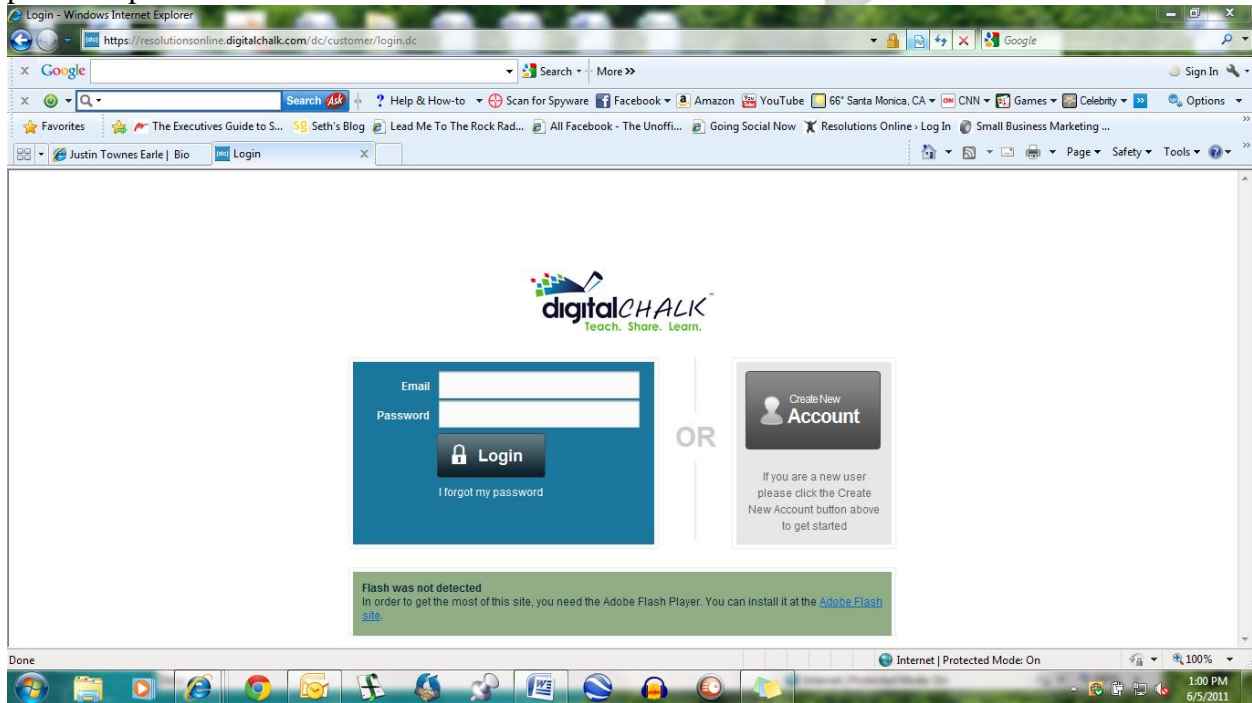 Login - Windows Internet Explorer
https://resolutionsonline.digitalchalk.com/dc/customer/login.dc
Google
x Google
Search
More »
Sign In
x
Search Ask
? Help & How-to
Scan for Spyware
Facebook
Amazon
YouTube
66° Santa Monica, CA
CNN
Games
Celebrity
Options
Favorites
The Executives Guide to S...
Seth's Blog
Lead Me To The Rock Rad...
All Facebook - The Unoffi...
Going Social Now
Resolutions Online › Log In
Small Business Marketing ...
Justin Townes Earle | Bio
Login
x
Page
Safety
Tools
digitalCHALK™
Teach. Share. Learn.
Email
Password
Login
I forgot my password
OR
Create New
Account
If you are a new user
please click the Create
New Account button above
to get started
Flash was not detected
In order to get the most of this site, you need the Adobe Flash Player. You can install it at the Adobe Flash
site.
Done
Internet | Protected Mode: On
100%
1:00 PM
6/5/2011